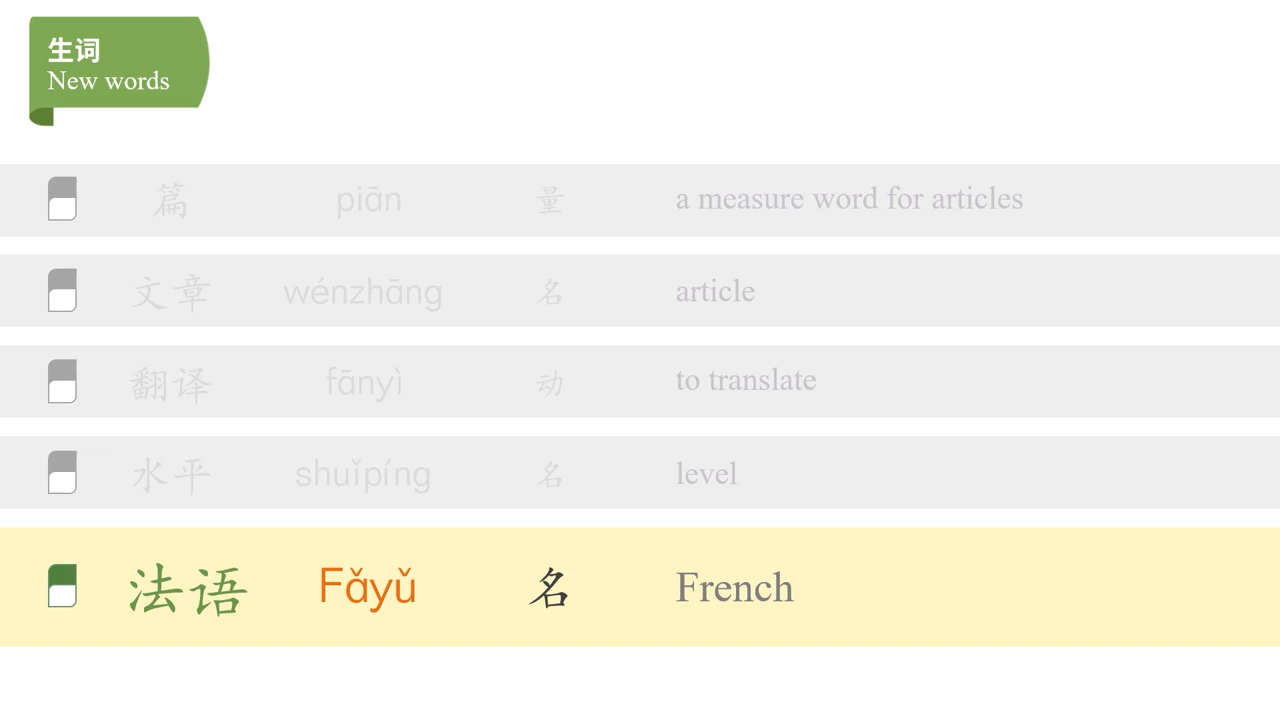 生词
New words
篇 piān 量 a measure word for articles
文章 wénzhāng 名 article
翻译 fānyì 动 to translate
水平 shuǐpíng 名 level
法语 Fǎyǔ 名 French